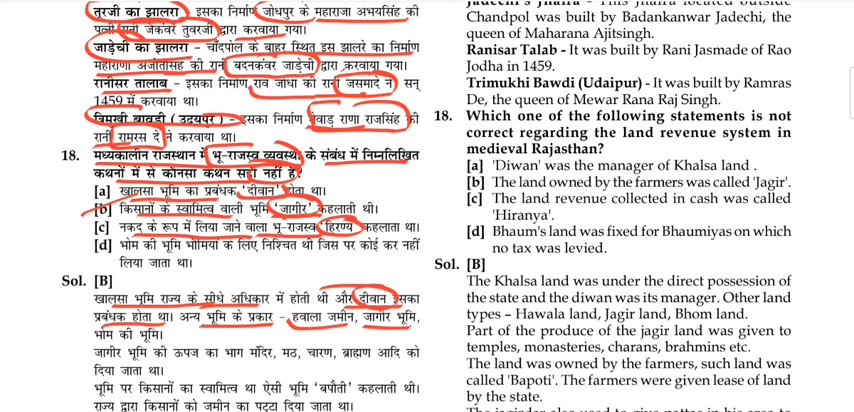 तुरजी का झालरा इसका निर्माण जोधपुर के महाराजा अभयसिंह की
पत्नी रानी जेकंवर तुंवरजी द्वारा करवाया गया।
जाड़ेची का झालरा - चाँदपोल के बाहर स्थित इस झालरे का निर्माण
महाराणा अजीतसिंह की रानी बदनकंवर जाड़ेची द्वारा करवाया गया।
रानीसर तालाब - इसका निर्माण राव जोधा की रानी जसमादे ने सन्
1459 में करवाया था।
त्रिमुखी बावड़ी (उदयपुर) - इसका निर्माण मेवाड़ राणा राजसिंह की
रानी रामरस दे ने करवाया था।
18. मध्यकालीन राजस्थान में भू-राजस्व व्यवस्था के संबंध में निम्नलिखित
कथनों में से कौनसा कथन सही नहीं है?
[a] खालसा भूमि का प्रबंधक 'दीवान' होता था।
[b] किसानों के स्वामित्व वाली भूमि 'जागीर' कहलाती थी।
[c] नकद के रूप में लिया जाने वाला भू-राजस्व 'हिरण्य' कहलाता था।
[d] भोम की भूमि भोमियों के लिए निश्चित थी जिस पर कोई कर नहीं
लिया जाता था।
Sol. [B]
खालसा भूमि राज्य के सीधे अधिकार में होती थी और दीवान इसका
प्रबंधक होता था। अन्य भूमि के प्रकार - हवाला जमीन, जागीर भूमि,
भोम की भूमि।
जागीर भूमि की ऊपज का भाग मंदिर, मठ, चारण, ब्राह्मण आदि को
दिया जाता था।
भूमि पर किसानों का स्वामित्व था ऐसी भूमि 'बपौती' कहलाती थी।
राज्य द्वारा किसानों को जमीन का पट्टा दिया जाता था।
Jadechi's Jhalra - This Jhalra located outside
Chandpol was built by Badankanwar Jadechi, the
queen of Maharana Ajitsingh.
Ranisar Talab - It was built by Rani Jasmade of Rao
Jodha in 1459.
Trimukhi Bawdi (Udaipur) - It was built by Ramras
De, the queen of Mewar Rana Raj Singh.
18. Which one of the following statements is not
correct regarding the land revenue system in
medieval Rajasthan?
[a] 'Diwan' was the manager of Khalsa land .
[b] The land owned by the farmers was called 'Jagir'.
[c] The land revenue collected in cash was called
'Hiranya'.
[d] Bhaum's land was fixed for Bhaumiyas on which
no tax was levied.
Sol. [B]
The Khalsa land was under the direct possession of
the state and the diwan was its manager. Other land
types – Hawala land, Jagir land, Bhom land.
Part of the produce of the jagir land was given to
temples, monasteries, charans, brahmins etc.
The land was owned by the farmers, such land was
called 'Bapoti'. The farmers were given lease of land
by the state.